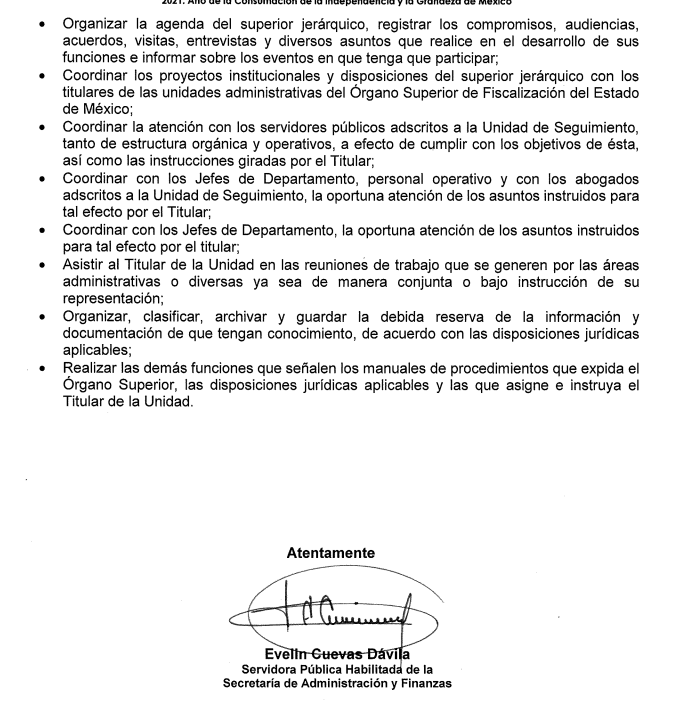 2021. Año de la Consumación de la Independencia y la Grandeza de México
• Organizar la agenda del superior jerárquico, registrar los compromisos, audiencias,
acuerdos, visitas, entrevistas y diversos asuntos que realice en el desarrollo de sus
funciones e informar sobre los eventos en que tenga que participar;
• Coordinar los proyectos institucionales y disposiciones del superior jerárquico con los
titulares de las unidades administrativas del Órgano Superior de Fiscalización del Estado
de México;
• Coordinar la atención con los servidores públicos adscritos a la Unidad de Seguimiento,
tanto de estructura orgánica y operativos, a efecto de cumplir con los objetivos de ésta,
así como las instrucciones giradas por el Titular;
• Coordinar con los Jefes de Departamento, personal operativo y con los abogados
adscritos a la Unidad de Seguimiento, la oportuna atención de los asuntos instruidos para
tal efecto por el Titular;
• Coordinar con los Jefes de Departamento, la oportuna atención de los asuntos instruidos
para tal efecto por el titular;
• Asistir al Titular de la Unidad en las reuniones de trabajo que se generen por las áreas
administrativas o diversas ya sea de manera conjunta o bajo instrucción de su
representación;
• Organizar, clasificar, archivar y guardar la debida reserva de la información y
documentación de que tengan conocimiento, de acuerdo con las disposiciones jurídicas
aplicables;
• Realizar las demás funciones que señalen los manuales de procedimientos que expida el
Órgano Superior, las disposiciones jurídicas aplicables y las que asigne e instruya el
Titular de la Unidad.
Atentamente
Evelin Cuevas Dávila
Servidora Pública Habilitada de la
Secretaría de Administración y Finanzas